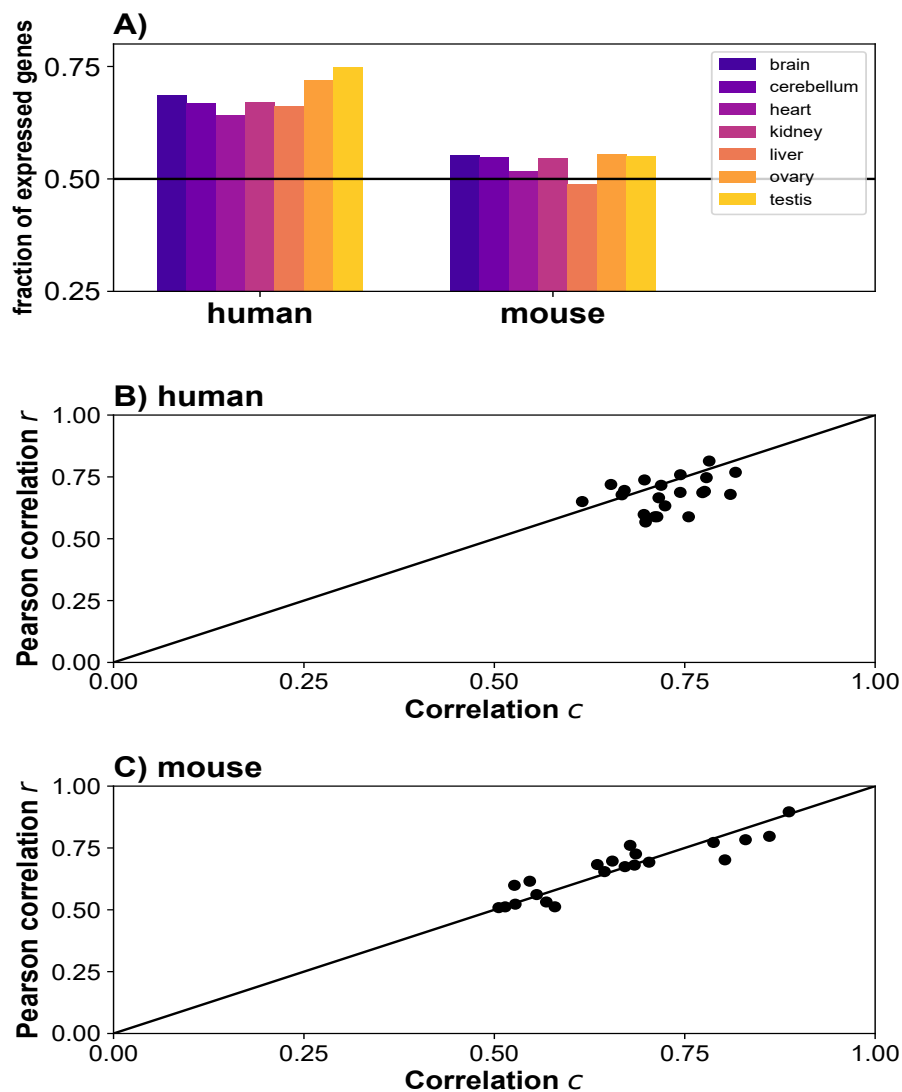 A)
fraction of expressed genes
0.75
0.50
0.25
brain
cerebellum
heart
kidney
liver
ovary
testis
human
mouse
B) human
Pearson correlation r
1.00
0.75
0.50
0.25
0.00
0.00
0.25
0.50
0.75
1.00
Correlation c
C) mouse
Pearson correlation r
1.00
0.75
0.50
0.25
0.00
0.00
0.25
0.50
0.75
1.00
Correlation c